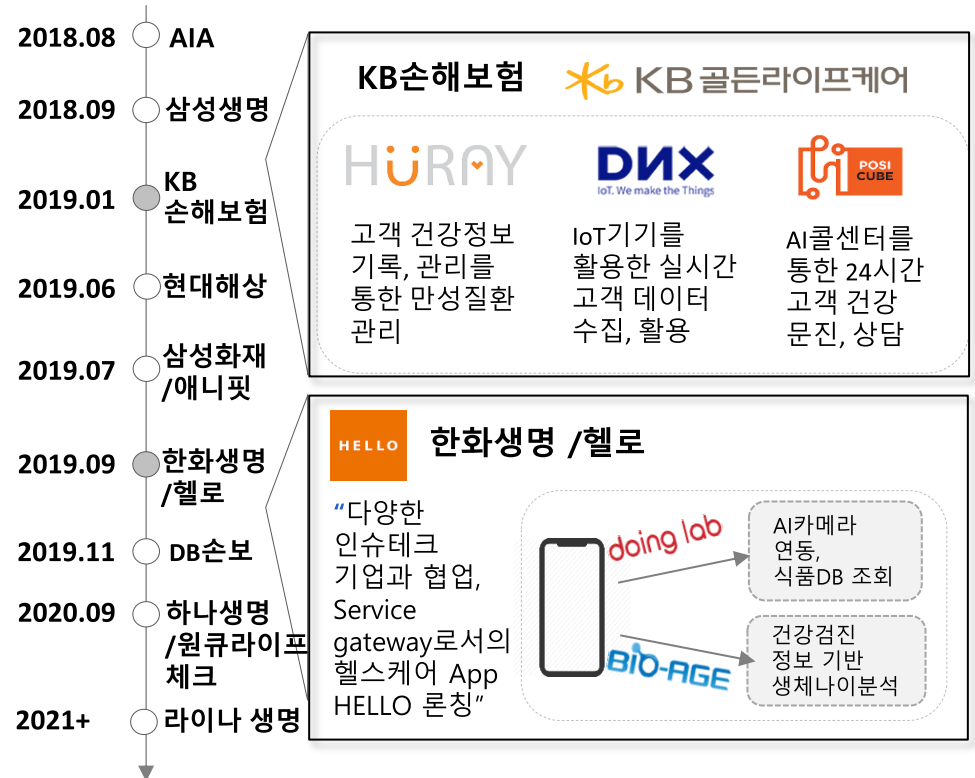 2018.08
AIA
2018.09
삼성생명
2019.01
KB
손해보험
2019.06
현대해상
2019.07
삼성화재
/애니핏
2019.09
한화생명
/헬로
2019.11
DB손보
2020.09
하나생명
/원큐라이프
체크
2021+
라이나 생명
KB손해보험
Kb KB골든라이프케어
HURAY
고객 건강정보
기록, 관리를
통한 만성질환
관리
DNX
IoT. We make the Things
IoT기기를
활용한 실시간
고객 데이터
수집, 활용
POSI
CUBE
AI콜센터를
통한 24시간
고객 건강
문진, 상담
HELLO
한화생명 /헬로
“다양한
인슈테크
기업과 협업,
Service
gateway로서의
헬스케어 App
HELLO 론칭”
doing lab
AI카메라
연동,
식품DB 조회
BIO-AGE
건강검진
정보 기반
생체나이분석